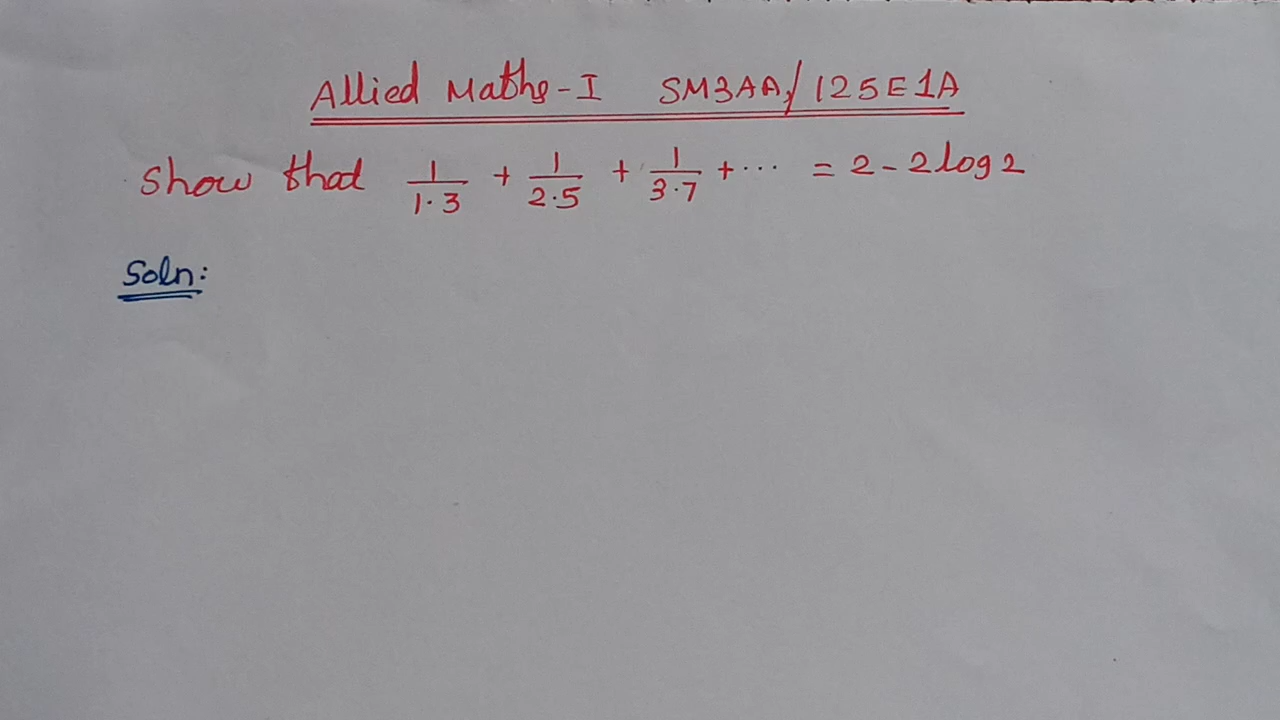 Allied Maths-I SM3AA/125E1A
Show that 1/1·3 + 1/2·5 + 1/3·7 + ··· = 2 - 2log2
Soln: